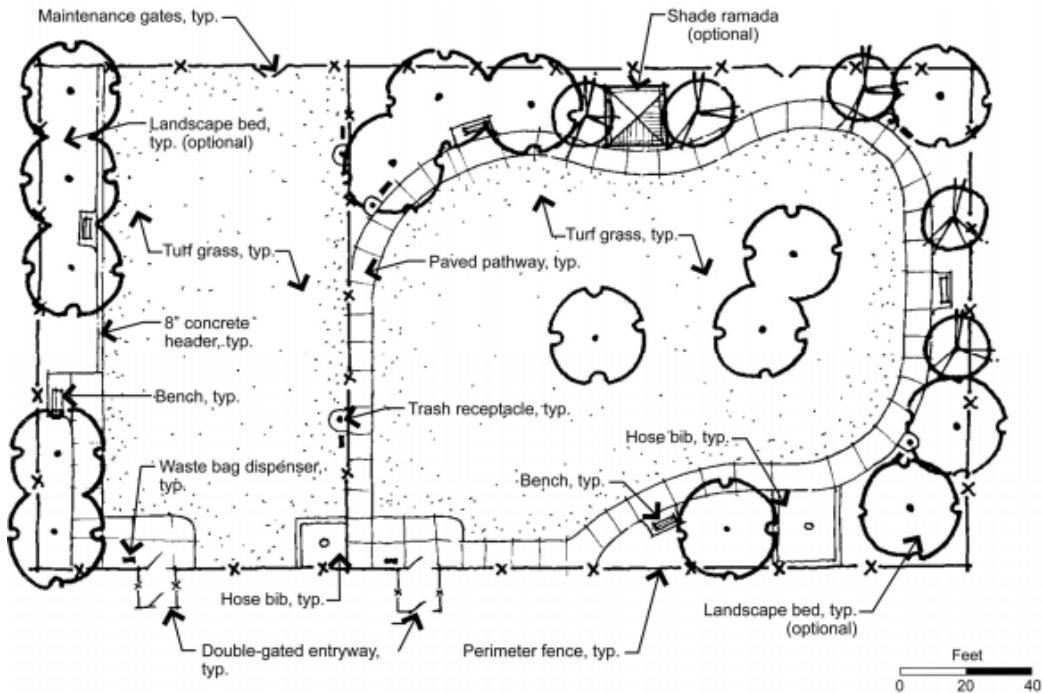 Maintenance gates, typ.
Shade ramada
(optional)
Landscape bed,
typ. (optional)
Turf grass, typ.
Turf grass, typ.
Paved pathway, typ.
8" concrete
header, typ.
Bench, typ.
Trash receptacle, typ.
Hose bib, typ.
Waste bag dispenser,
typ.
Bench, typ.
Hose bib, typ.
Landscape bed, typ.
(optional)
Double-gated entryway,
typ.
Perimeter fence, typ.
Feet
0 20 40